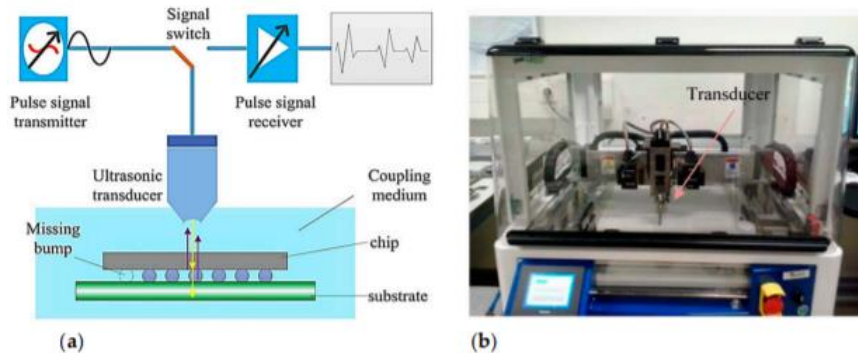 Signal
switch
Pulse signal
transmitter
Pulse signal
receiver
Ultrasonic
transducer
Coupling
medium
Missing
bump
chip
substrate
(a)
Transducer
(b)